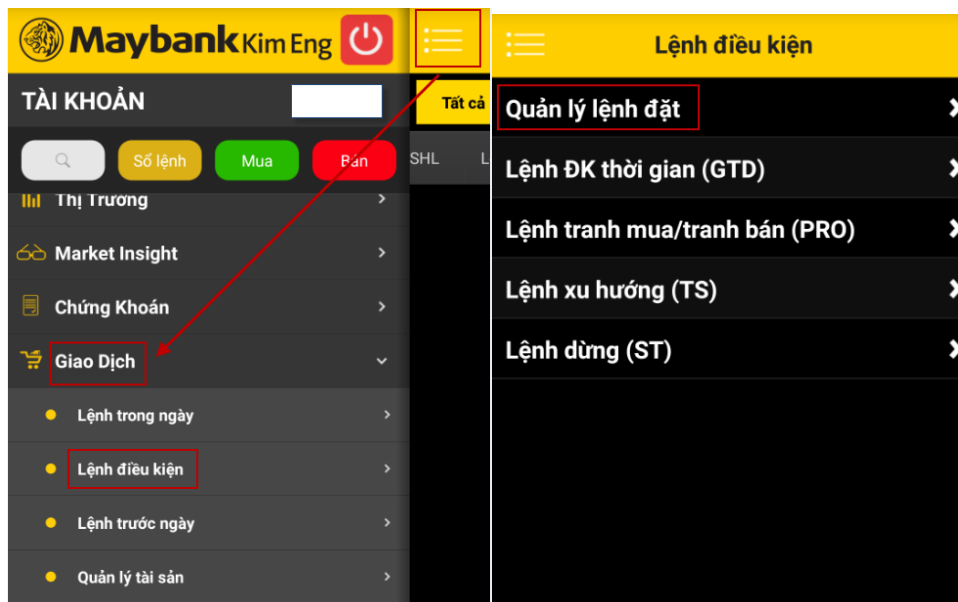 Maybank Kim Eng
TÀI KHOẢN
Sổ lệnh
Mua
Bán
Thị Trường
Market Insight
Chứng Khoán
Giao Dịch
Lệnh trong ngày
Lệnh điều kiện
Lệnh trước ngày
Quản lý tài sản
Tất cả
SHL L
Lệnh điều kiện
Quản lý lệnh đặt
Lệnh ĐK thời gian (GTD)
Lệnh tranh mua/tranh bán (PRO)
Lệnh xu hướng (TS)
Lệnh dừng (ST)